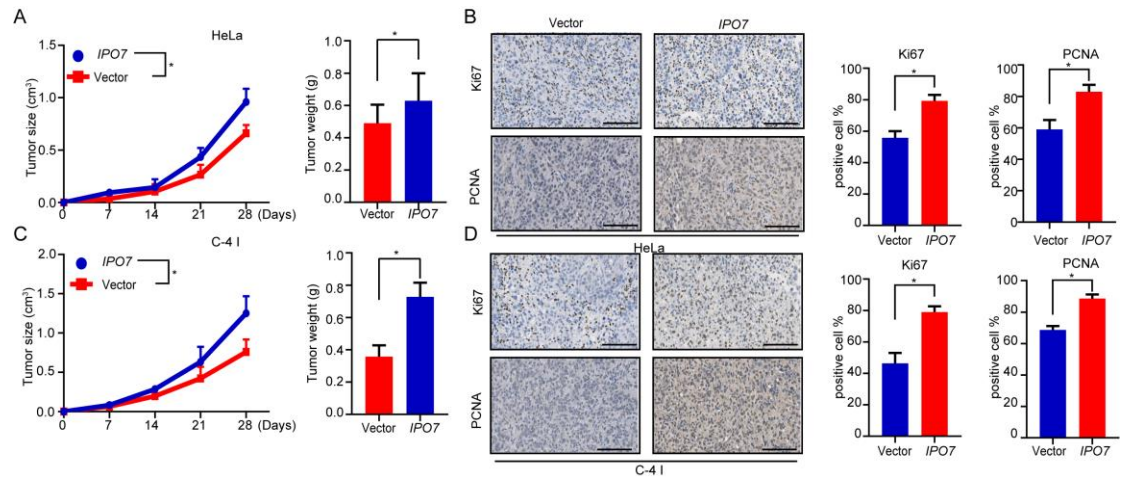 A
HeLa
IPO7
Vector
*
Tumor size (cm³)
1.5
1.0
0.5
0.0
0 7 14 21 28 (Days)
Tumor weight (g)
1.0
0.8
0.6
0.4
0.2
0.0
*
Vector IPO7
B
Vector IPO7
Ki67
PCNA
HeLa
Ki67
positive cell %
100
80
60
40
20
0
*
Vector IPO7
PCNA
positive cell %
100
80
60
40
20
0
*
Vector IPO7
C
C-4 I
IPO7
Vector
*
Tumor size (cm³)
2.0
1.5
1.0
0.5
0.0
0 7 14 21 28 (Days)
Tumor weight (g)
1.0
0.8
0.6
0.4
0.2
0.0
*
Vector IPO7
D
Ki67
PCNA
C-4 I
Ki67
positive cell %
100
80
60
40
20
0
*
Vector IPO7
PCNA
positive cell %
100
80
60
40
20
0
*
Vector IPO7